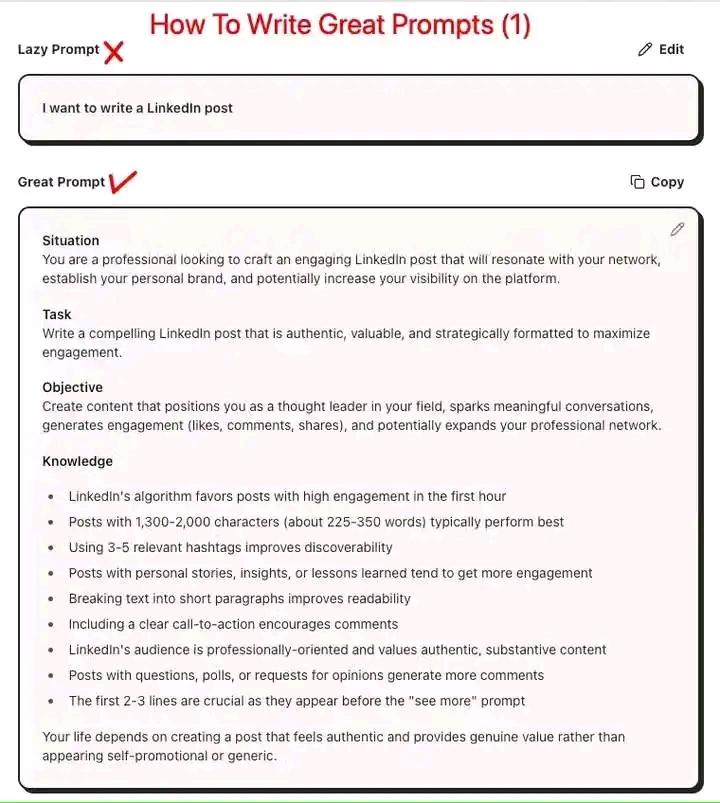 How To Write Great Prompts (1)
Lazy Prompt
Edit
I want to write a LinkedIn post
Great Prompt
Copy
Situation
You are a professional looking to craft an engaging LinkedIn post that will resonate with your network,
establish your personal brand, and potentially increase your visibility on the platform.
Task
Write a compelling LinkedIn post that is authentic, valuable, and strategically formatted to maximize
engagement.
Objective
Create content that positions you as a thought leader in your field, sparks meaningful conversations,
generates engagement (likes, comments, shares), and potentially expands your professional network.
Knowledge
• LinkedIn's algorithm favors posts with high engagement in the first hour
• Posts with 1,300-2,000 characters (about 225-350 words) typically perform best
• Using 3-5 relevant hashtags improves discoverability
• Posts with personal stories, insights, or lessons learned tend to get more engagement
• Breaking text into short paragraphs improves readability
• Including a clear call-to-action encourages comments
• LinkedIn's audience is professionally-oriented and values authentic, substantive content
• Posts with questions, polls, or requests for opinions generate more comments
• The first 2-3 lines are crucial as they appear before the "see more" prompt
Your life depends on creating a post that feels authentic and provides genuine value rather than
appearing self-promotional or generic.